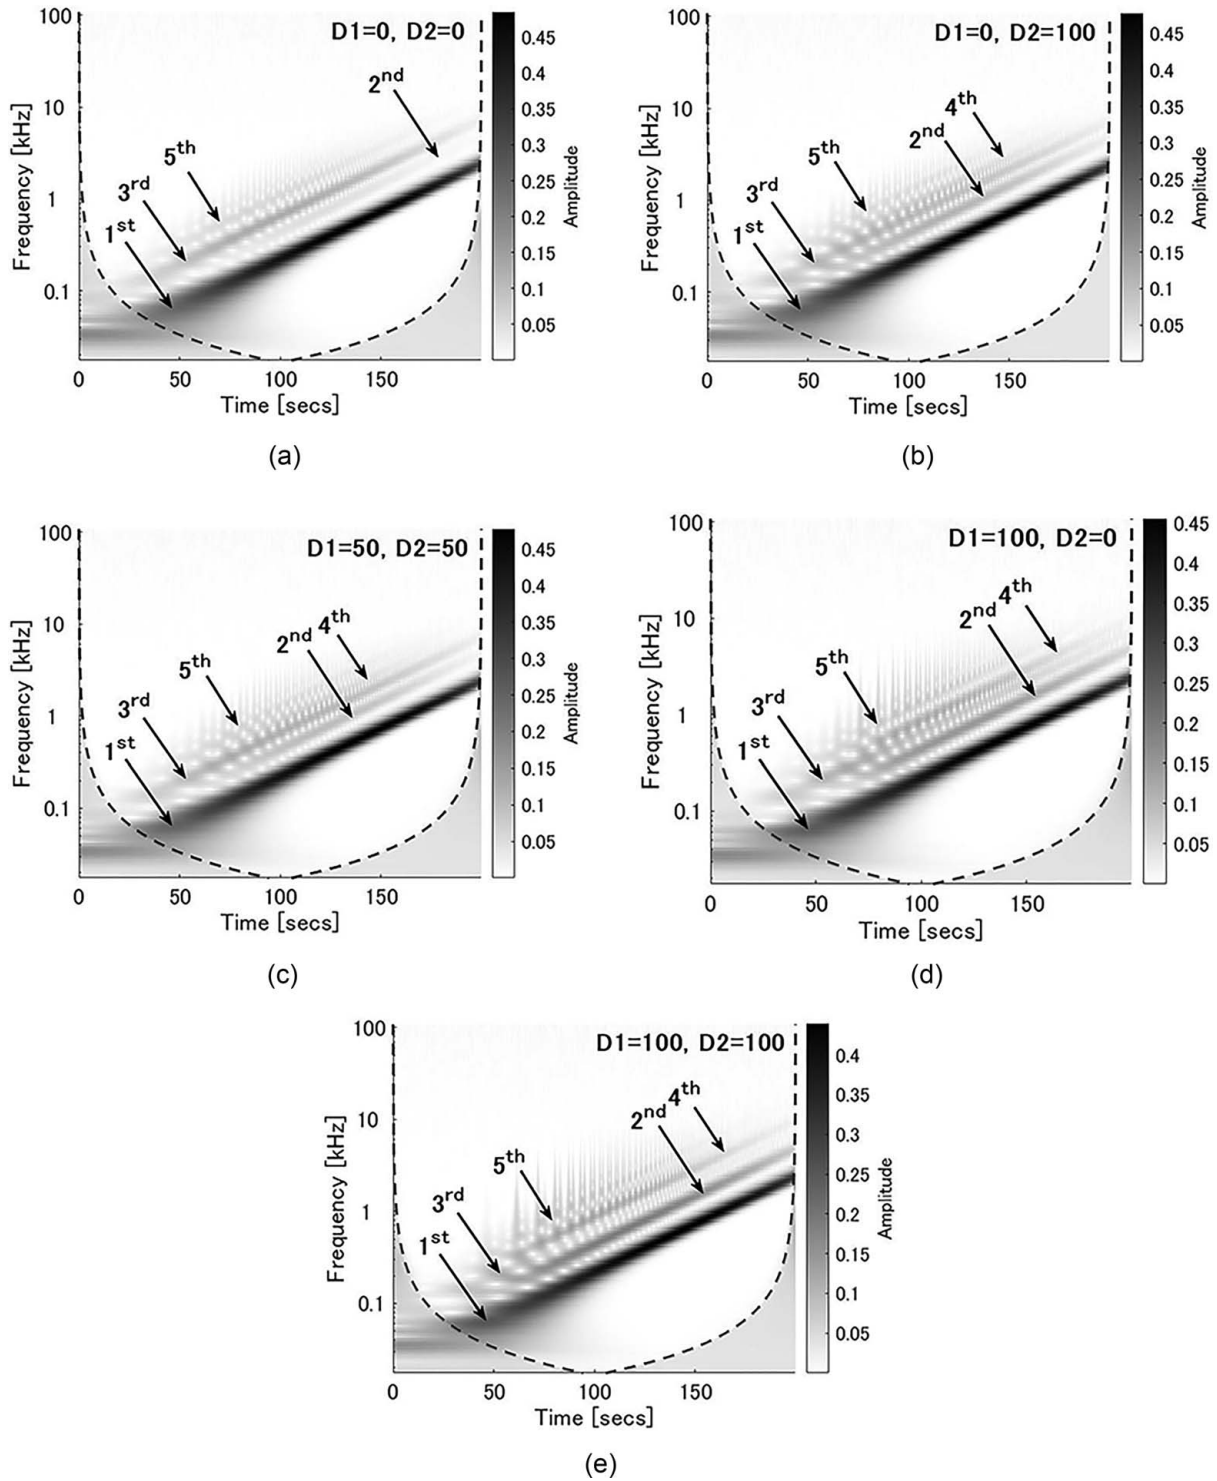 D1=0, D2=0
100
10
1
0.1
Frequency [kHz]
1st
3rd
5th
2nd
0 50 100 150
Time [secs]
0.45
0.4
0.35
0.3
0.25
0.2
0.15
0.1
0.05
Amplitude
(a)
D1=0, D2=100
100
10
1
0.1
Frequency [kHz]
1st
3rd
5th
2nd
4th
0 50 100 150
Time [secs]
0.45
0.4
0.35
0.3
0.25
0.2
0.15
0.1
0.05
Amplitude
(b)
D1=50, D2=50
100
10
1
0.1
Frequency [kHz]
1st
3rd
5th
2nd
4th
0 50 100 150
Time [secs]
0.45
0.4
0.35
0.3
0.25
0.2
0.15
0.1
0.05
Amplitude
(c)
D1=100, D2=0
100
10
1
0.1
Frequency [kHz]
1st
3rd
5th
2nd
4th
0 50 100 150
Time [secs]
0.45
0.4
0.35
0.3
0.25
0.2
0.15
0.1
0.05
Amplitude
(d)
D1=100, D2=100
100
10
1
0.1
Frequency [kHz]
1st
3rd
5th
2nd
4th
0 50 100 150
Time [secs]
0.4
0.35
0.3
0.25
0.2
0.15
0.1
0.05
Amplitude
(e)